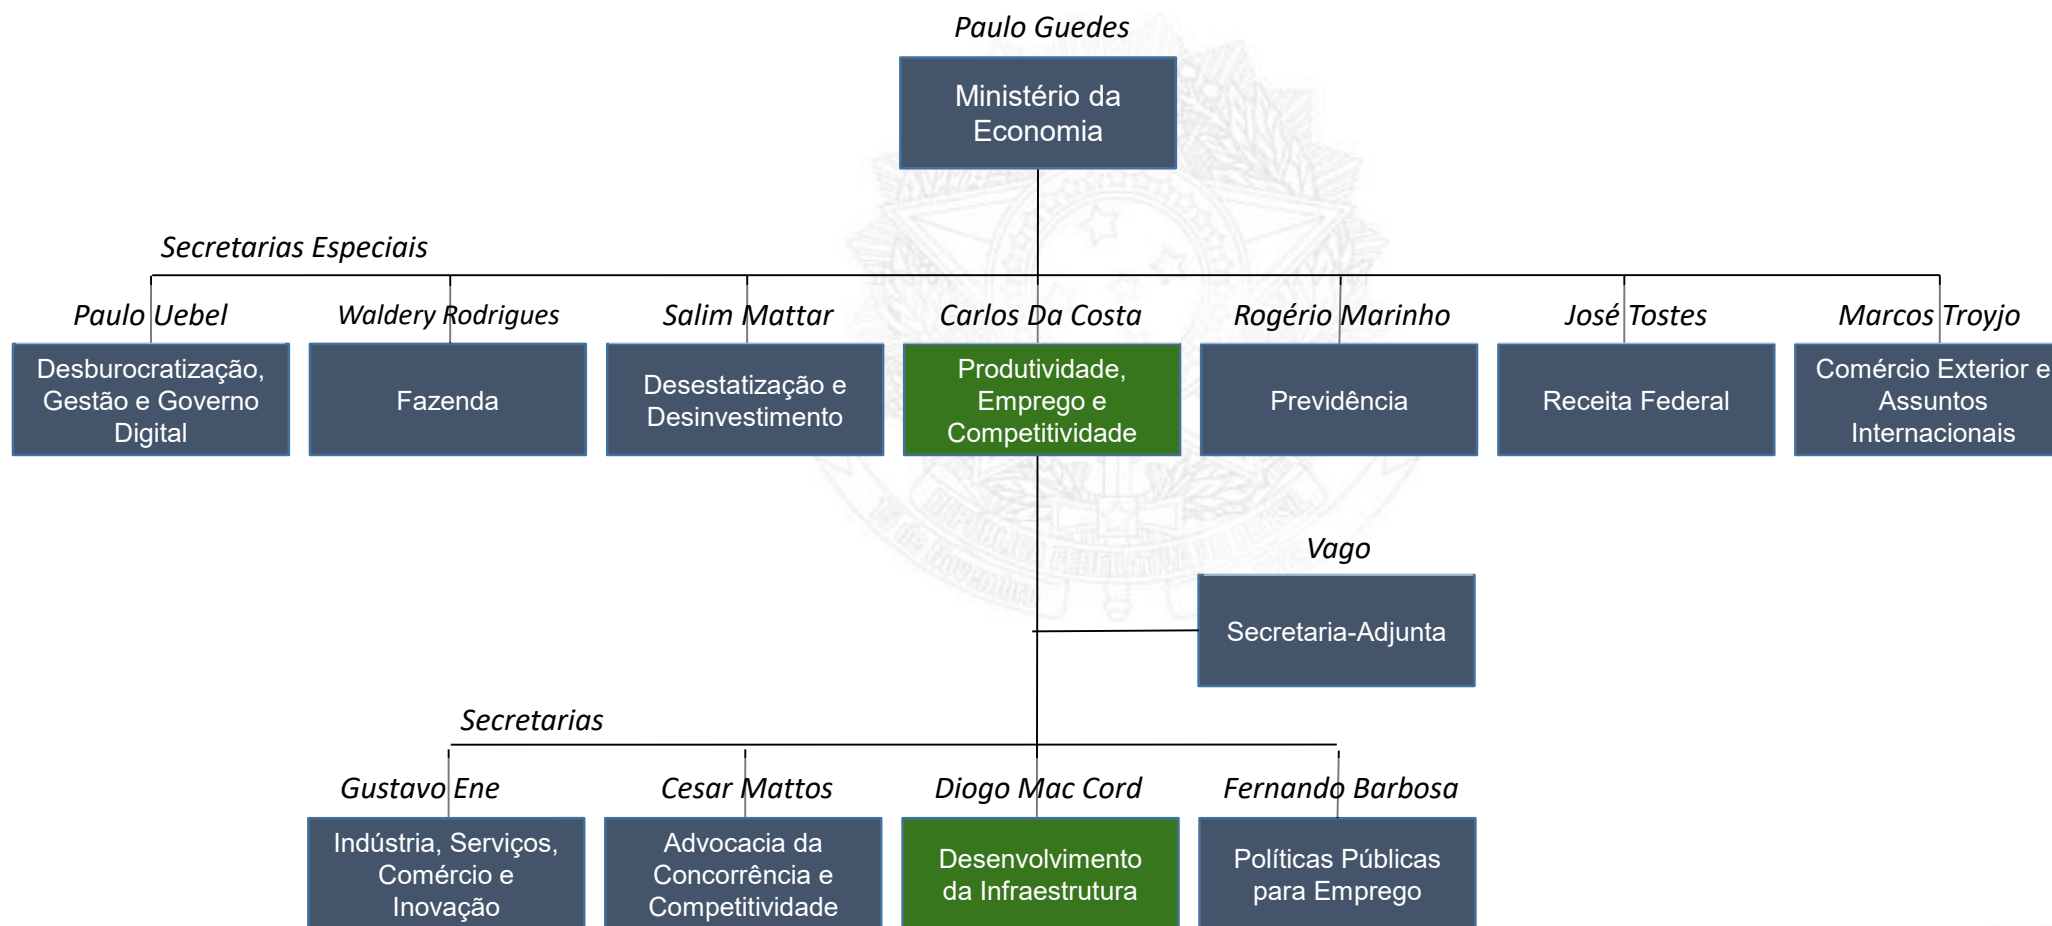 Paulo Guedes
Ministério da
Economia
Secretarias Especiais
Paulo Uebel
Desburocratização,
Gestão e Governo
Digital
Waldery Rodrigues
Fazenda
Salim Mattar
Desestatização e
Desinvestimento
Carlos Da Costa
Produtividade,
Emprego e
Competitividade
Rogério Marinho
Previdência
José Tostes
Receita Federal
Marcos Troyjo
Comércio Exterior e
Assuntos
Internacionais
Vago
Secretaria-Adjunta
Secretarias
Gustavo Ene
Indústria, Serviços,
Comércio e
Inovação
Cesar Mattos
Advocacia da
Concorrência e
Competitividade
Diogo Mac Cord
Desenvolvimento
da Infraestrutura
Fernando Barbosa
Políticas Públicas
para Emprego